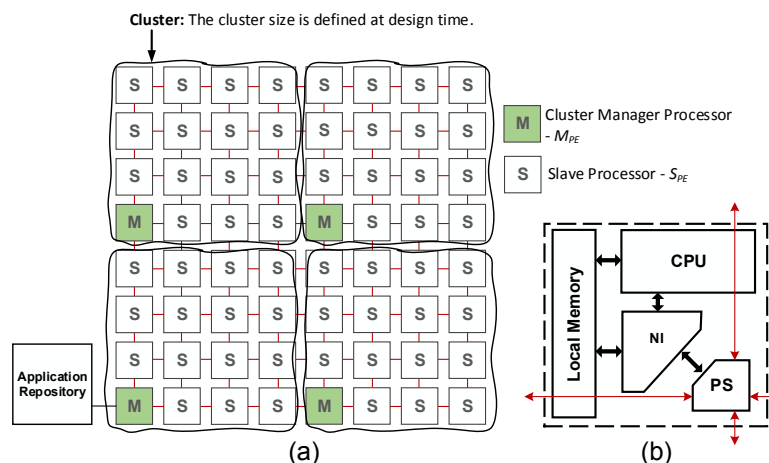 Cluster: The cluster size is defined at design time.
S S S S S S S S
S S S S S S S S
S S S S S S S S
M S S S M S S S
S S S S S S S S
S S S S S S S S
S S S S S S S S
M S S S M S S S
M Cluster Manager Processor
- MPE
S Slave Processor - SPE
Application
Repository
(a)
Local Memory
CPU
NI
PS
(b)